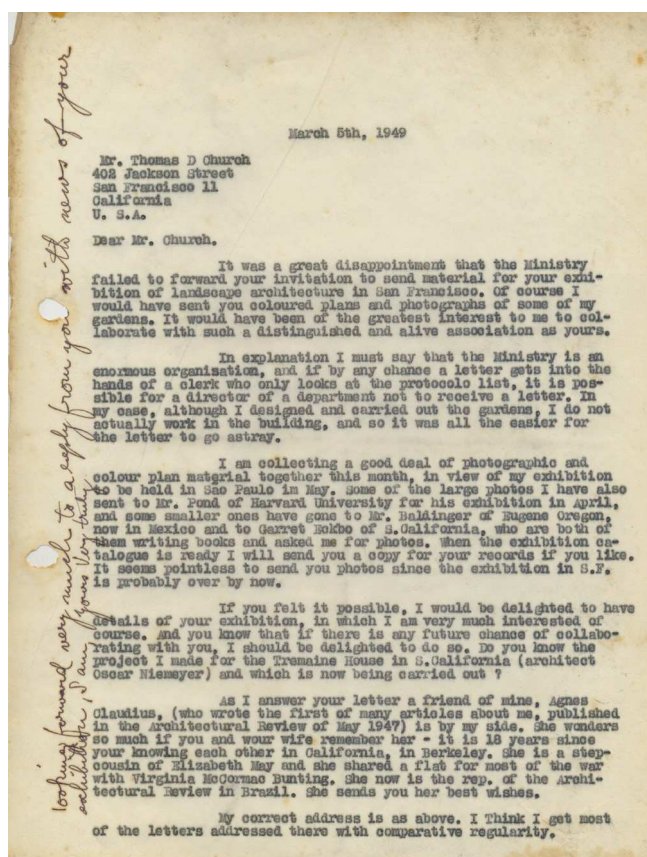 March 5th, 1949
Mr. Thomas D Church
402 Jackson Street
San Francisco 11
California
U. S.A.
Dear Mr. Church.
It was a great disappointment that the Ministry
failed to forward your invitation to send material for your exhi-
bition of landscape architecture in San Francisco. Of course I
would have sent you coloured plans and photographs of some of my
gardens. It would have been of the greatest interest to me to col-
laborate with such a distinguished and alive association as yours.
In explanation I must say that the Ministry is an
enormous organisation, and if by any chance a letter gets into the
hands of a clerk who only looks at the protocolo list, it is pos-
sible for a director of a department not to receive a letter. In
my case, although I designed and carried out the gardens, I do not
actually work in the building, and so it was all the easier for
the letter to go astray.
I am collecting a good deal of photographic and
colour plan material together this month, in view of my exhibition
to be held in Sao Paulo im May. Some of the large photos I have also
sent to Mr. Pond of Harvard University for his exhibition in April,
and some smaller ones have gone to Mr. Baldinger of Eugene Oregon,
now in Mexico and to Garret Eckbo of S.California, who are both of
them writing books and asked me for photos. When the exhibition ca-
talogue is ready I will send you a copy for your records if you like.
It seems pointless to send you photos since the exhibition in S.F.
is probably over by now.
If you felt it possible, I would be delighted to have
details of your exhibition, in which I am very much interested of
course. And you know that if there is any future chance of collabo-
rating with you, I should be delighted to do so. Do you know the
project I made for the Tremaine House in S.California (architect
Oscar Niemeyer) and which is now being carried out ?
As I answer your letter a friend of mine, Agnes
Claudius, (who wrote the first of many articles about me, published
in the Architectural Review of May 1947) is by my side. She wonders
so much if you and wour wife remember her - it is 18 years since
your knowing each other in California, in Berkeley. She is a step-
cousin of Elizabeth May and she shared a flat for most of the war
with Virginia McCormac Bunting. She now is the rep. of the Archi-
tectural Review in Brazil. She sends you her best wishes.
My correct address is as above. I Think I get most
of the letters addressed there with comparative regularity.
looking forward very much to a reply from you with news of your
exhibition, I am, yours very truly